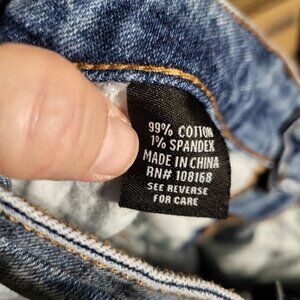 99% COTTON
1% SPANDEX
MADE IN CHINA
RN# 108168
SEE REVERSE
FOR CARE